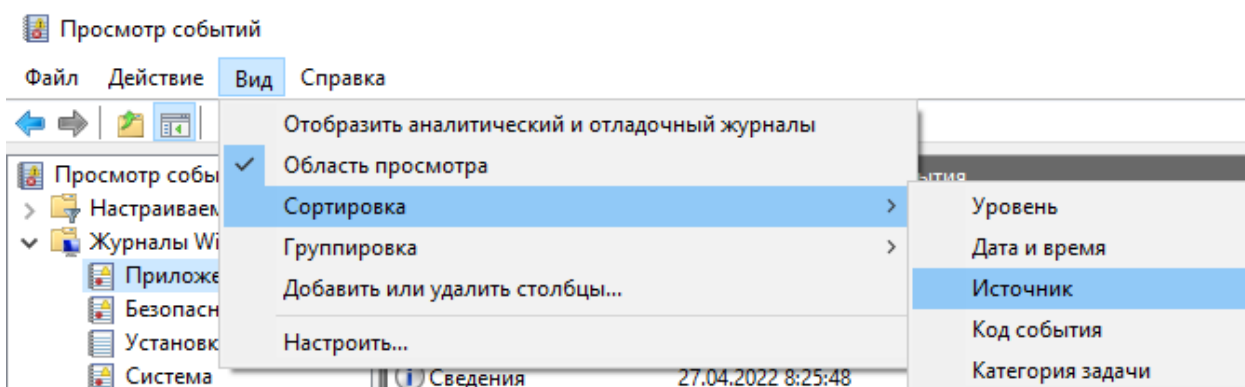 Просмотр событий
Файл Действие Вид Справка
Отобразить аналитический и отладочный журналы
Область просмотра
Сортировка
Группировка
Добавить или удалить столбцы...
Настроить...
Просмотр собы
Настраиваем
Журналы Wi
Приложе
Безопасн
Установк
Система
Уровень
Дата и время
Источник
Код события
Категория задачи
Сведения 27.04.2022 8:25:48